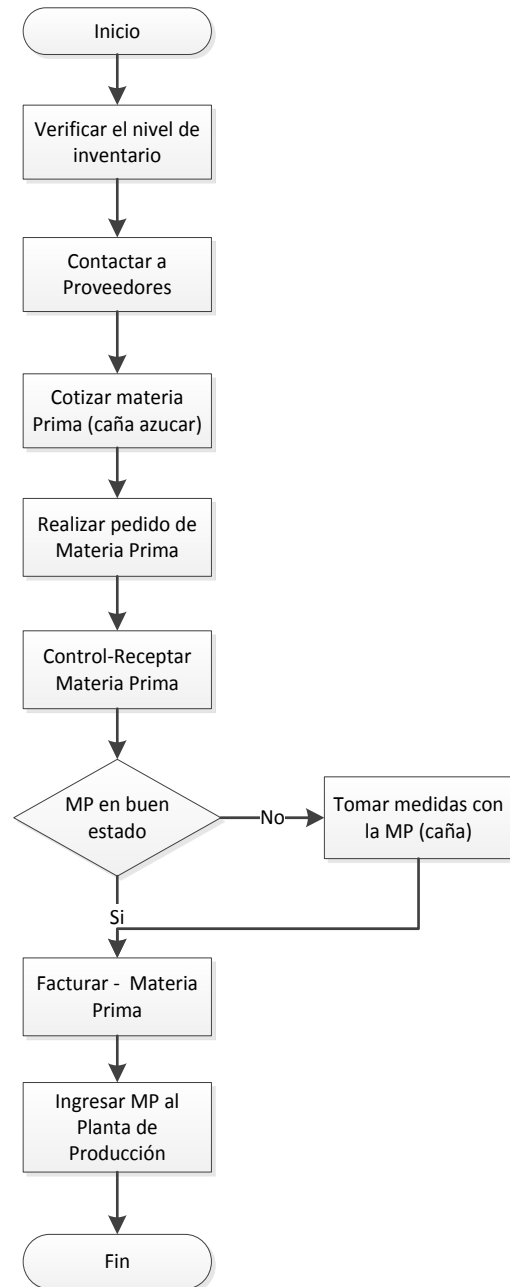 Inicio
Verificar el nivel de
inventario
Contactar a
Proveedores
Cotizar materia
Prima (caña azucar)
Realizar pedido de
Materia Prima
Control-Receptar
Materia Prima
MP en buen
estado
No
Tomar medidas con
la MP (caña)
Si
Facturar - Materia
Prima
Ingresar MP al
Planta de
Producción
Fin